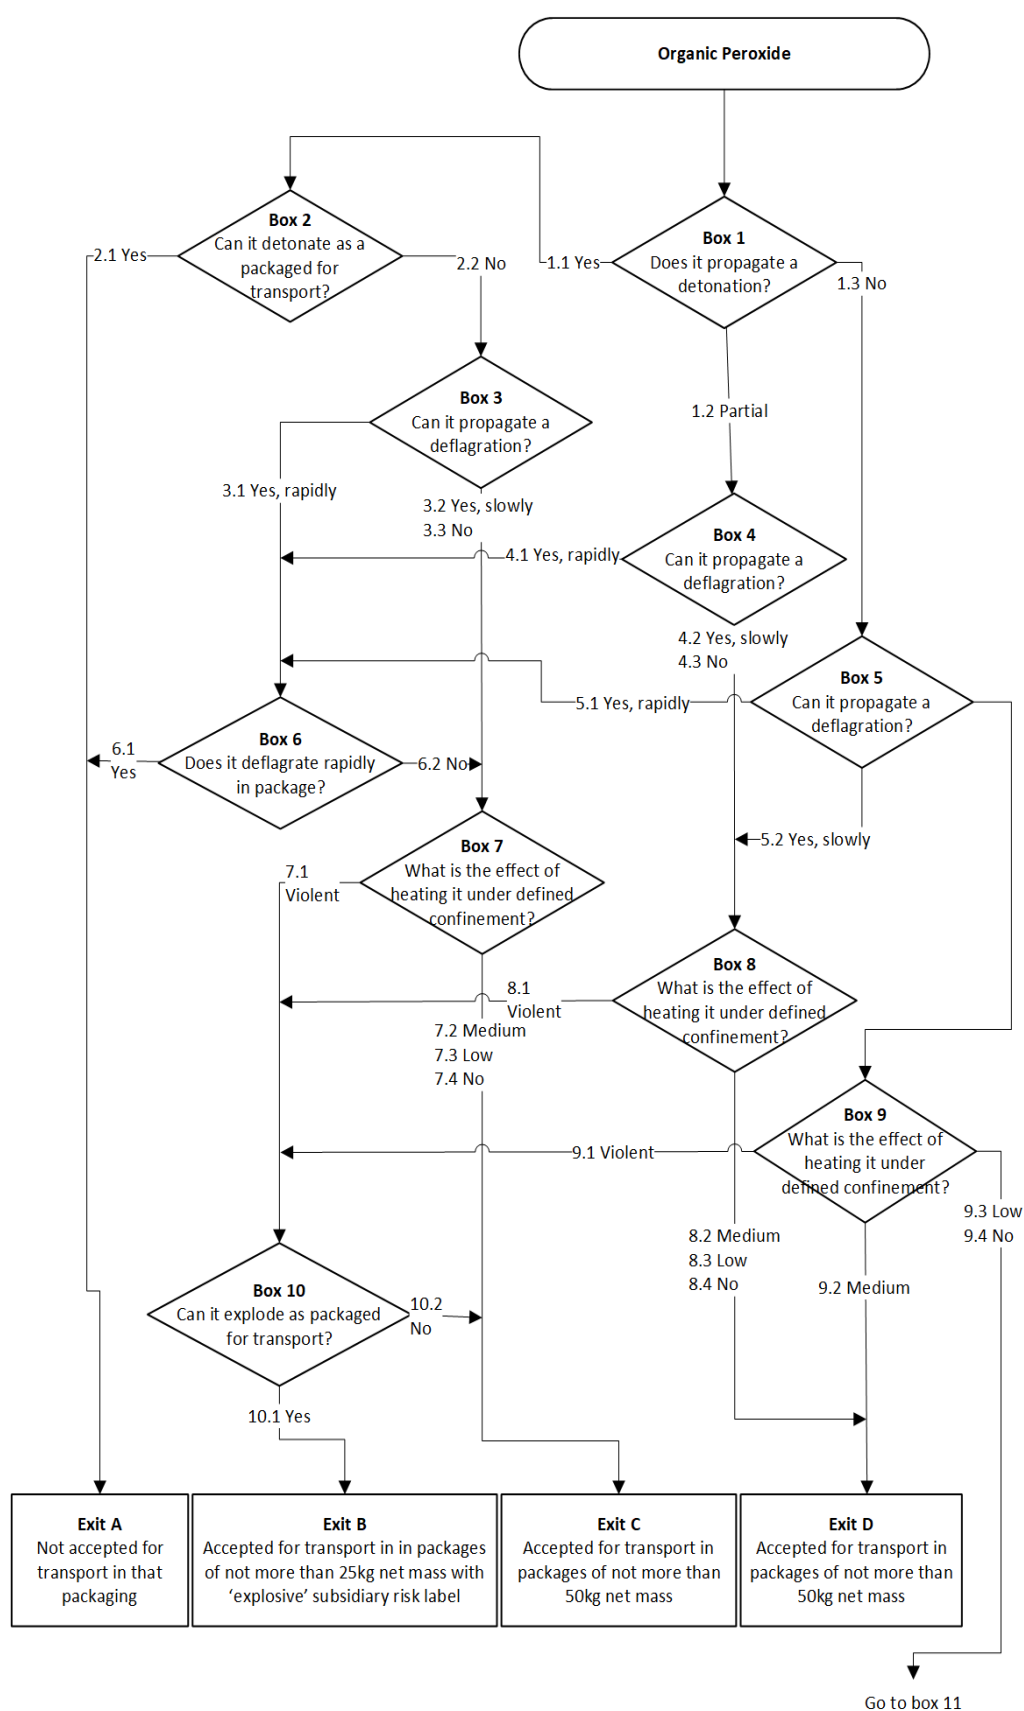 Organic Peroxide
Box 2
Can it detonate as a
packaged for
transport?
2.1 Yes
2.2 No
1.1 Yes
Box 1
Does it propagate a
detonation?
1.3 No
Box 3
Can it propagate a
deflagration?
1.2 Partial
3.1 Yes, rapidly
3.2 Yes, slowly
3.3 No
4.1 Yes, rapidly
Box 4
Can it propagate a
deflagration?
4.2 Yes, slowly
4.3 No
Box 5
Can it propagate a
deflagration?
5.1 Yes, rapidly
6.1
Yes
Box 6
Does it deflagrate rapidly
in package?
6.2 No
5.2 Yes, slowly
Box 7
What is the effect of
heating it under defined
confinement?
7.1
Violent
8.1
Violent
Box 8
What is the effect of
heating it under defined
confinement?
7.2 Medium
7.3 Low
7.4 No
Box 9
What is the effect of
heating it under
defined confinement?
9.1 Violent
9.3 Low
9.4 No
8.2 Medium
8.3 Low
8.4 No
9.2 Medium
Box 10
Can it explode as packaged
for transport?
10.2
No
10.1 Yes
Exit A
Not accepted for
transport in that
packaging
Exit B
Accepted for transport in in packages
of not more than 25kg net mass with
‘explosive’ subsidiary risk label
Exit C
Accepted for transport in
packages of not more than
50kg net mass
Exit D
Accepted for transport in
packages of not more than
50kg net mass
Go to box 11